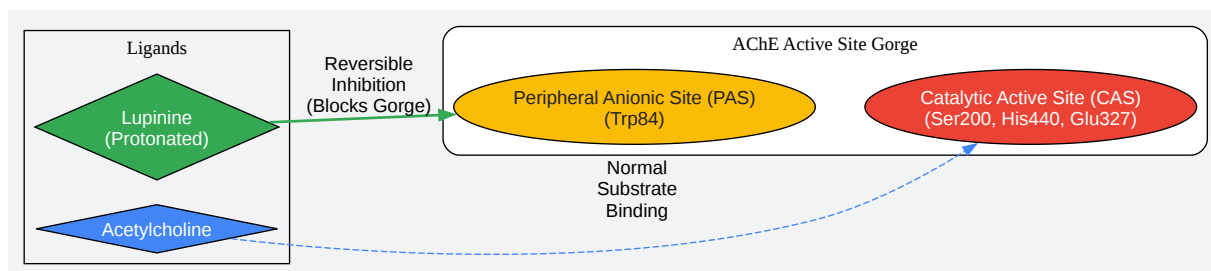 Ligands
Lupinine
(Protonated)
Acetylcholine
Reversible
Inhibition
(Blocks Gorge)
AChE Active Site Gorge
Peripheral Anionic Site (PAS)
(Trp84)
Catalytic Active Site (CAS)
(Ser200, His440, Glu327)
Normal
Substrate
Binding